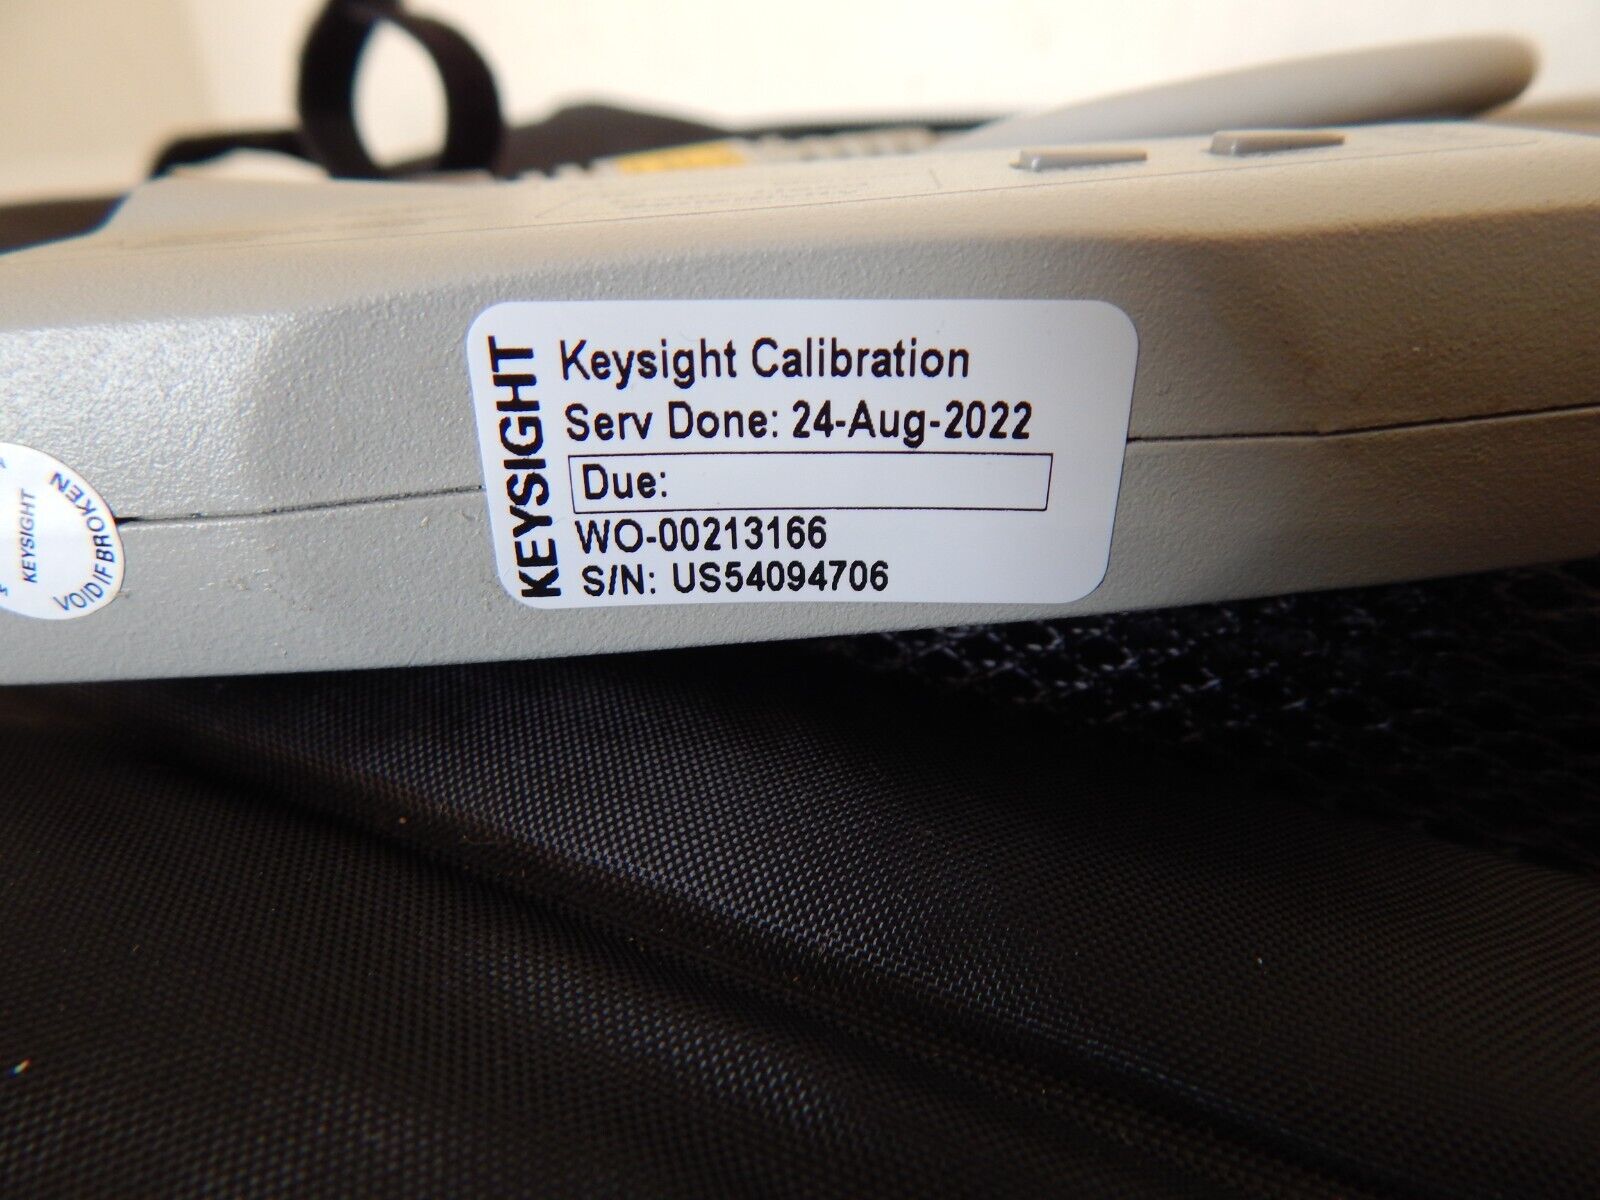 KEYSIGHT
Keysight Calibration
Serv Done: 24-Aug-2022
Due:
WO-00213166
S/N: US54094706
KEYSIGHT
VOID IF BROKEN